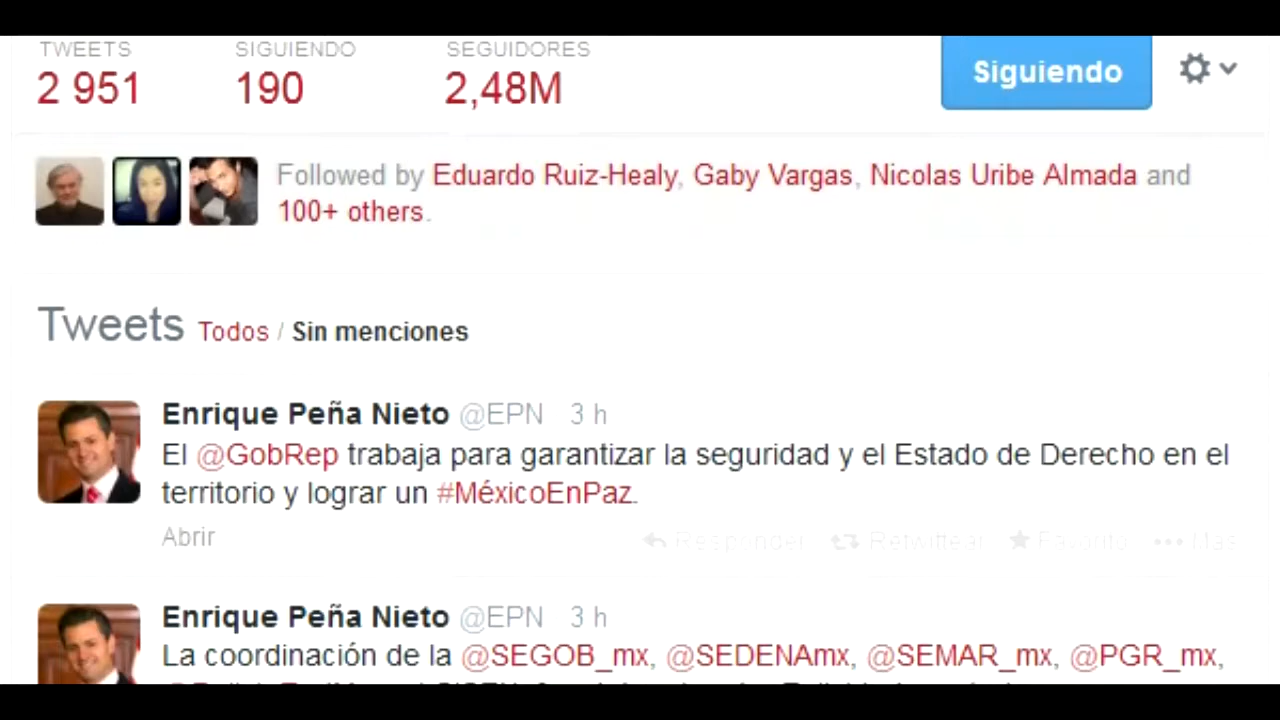 TWEETS SIGUIENDO SEGUIDORES
2 951 190 2,48M
Siguiendo
Followed by Eduardo Ruiz-Healy, Gaby Vargas, Nicolas Uribe Almada and
100+ others.
Tweets Todos / Sin menciones
Enrique Peña Nieto @EPN 3 h
El @GobRep trabaja para garantizar la seguridad y el Estado de Derecho en el
territorio y lograr un #MéxicoEnPaz.
Abrir Responder Retwittear Favorito Más
Enrique Peña Nieto @EPN 3 h
La coordinación de la @SEGOB_mx, @SEDENAmx, @SEMAR_mx, @PGR_mx,